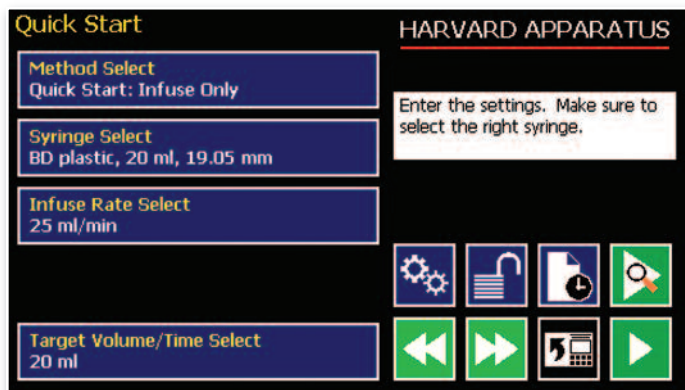 Quick Start
HARVARD APPARATUS
Method Select
Quick Start: Infuse Only
Enter the settings. Make sure to
select the right syringe.
Syringe Select
BD plastic, 20 ml, 19.05 mm
Infuse Rate Select
25 ml/min
Target Volume/Time Select
20 ml